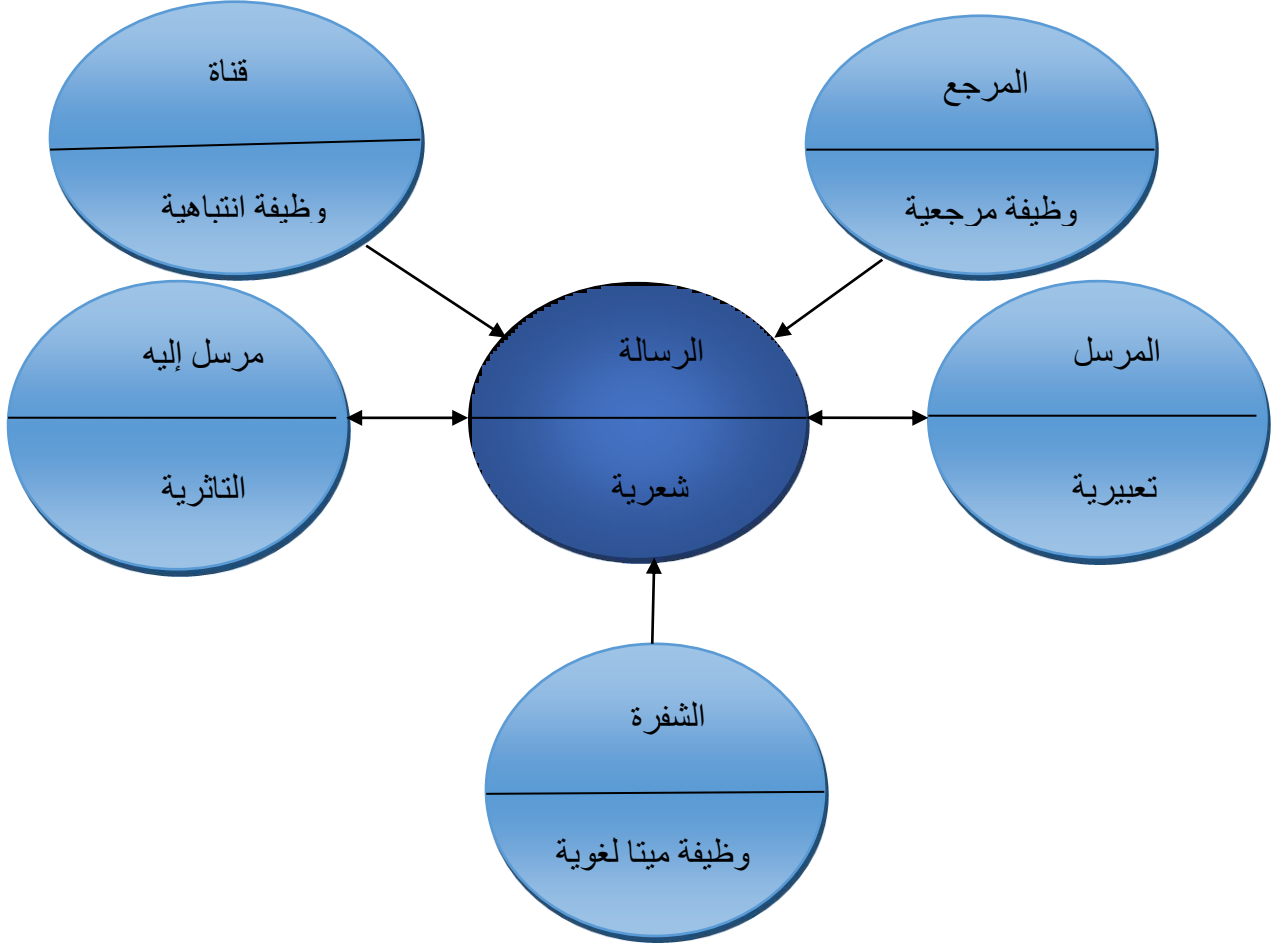 المرجع
وظيفة مرجعية
قناة
وظيفة انتباهية
المرسل
تعبيرية
الرسالة
شعرية
مرسل إليه
التاثرية
الشفرة
وظيفة ميتا لغوية